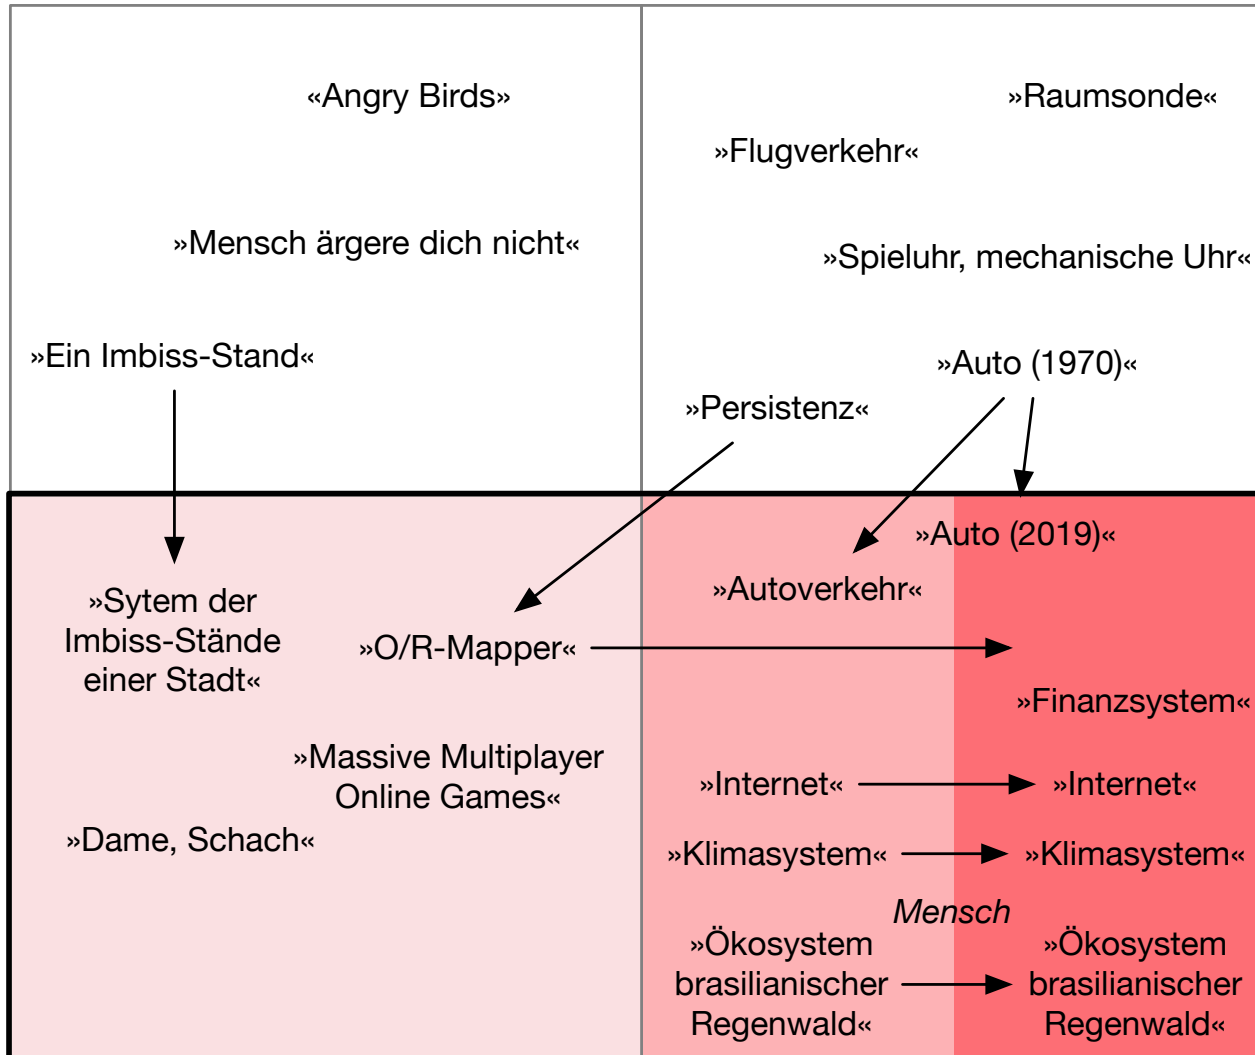 «Angry Birds»
»Raumsonde«
»Flugverkehr«
»Mensch ärgere dich nicht«
»Spieluhr, mechanische Uhr«
»Ein Imbiss-Stand«
»Auto (1970)«
»Persistenz«
»Auto (2019)«
»Autoverkehr«
»Sytem der
Imbiss-Stände
einer Stadt«
»O/R-Mapper«
»Finanzsystem«
»Massive Multiplayer
Online Games«
»Internet«
»Internet«
»Dame, Schach«
»Klimasystem«
»Klimasystem«
Mensch
»Ökosystem
brasilianischer
Regenwald«
»Ökosystem
brasilianischer
Regenwald«